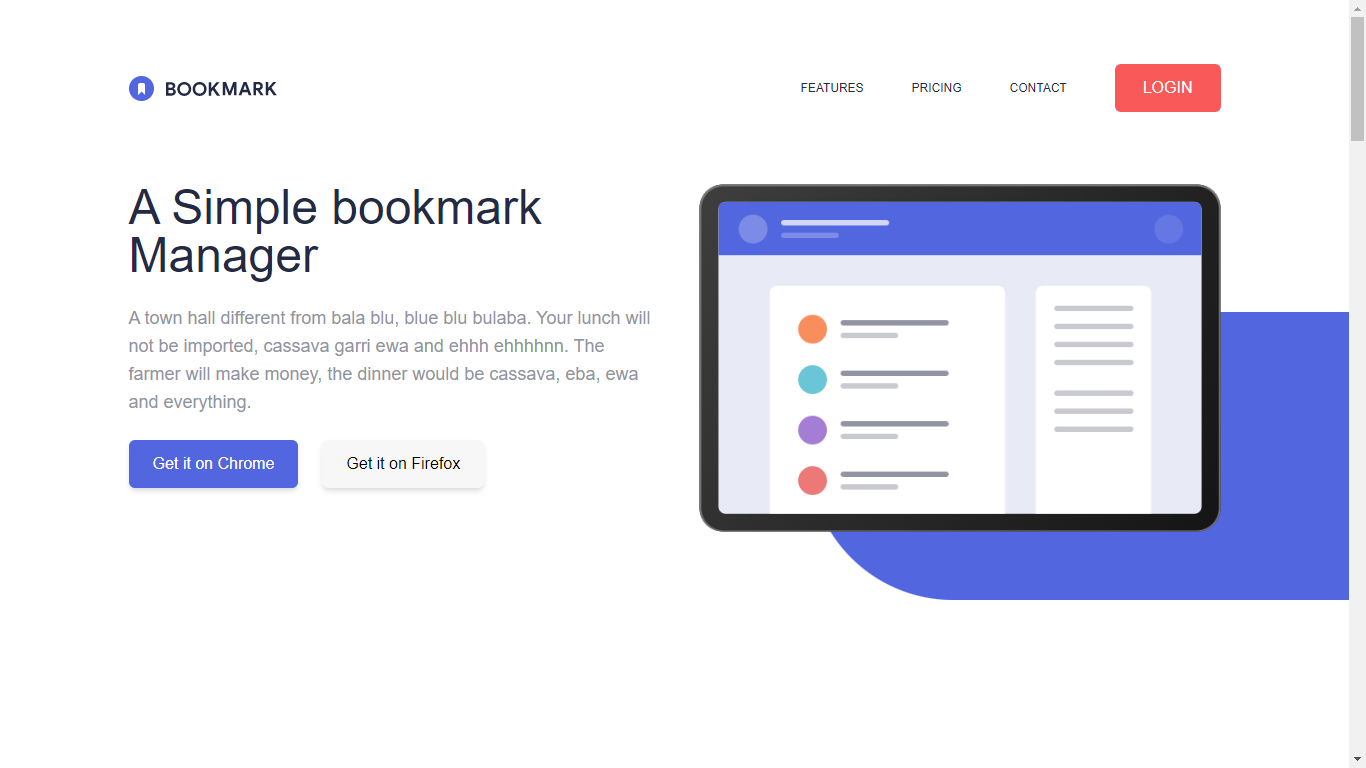 BOOKMARK
FEATURES
PRICING
CONTACT
LOGIN
A Simple bookmark
Manager
A town hall different from bala blu, blue blu bulaba. Your lunch will
not be imported, cassava garri ewa and ehhh ehhhhnn. The
farmer will make money, the dinner would be cassava, eba, ewa
and everything.
Get it on Chrome
Get it on Firefox